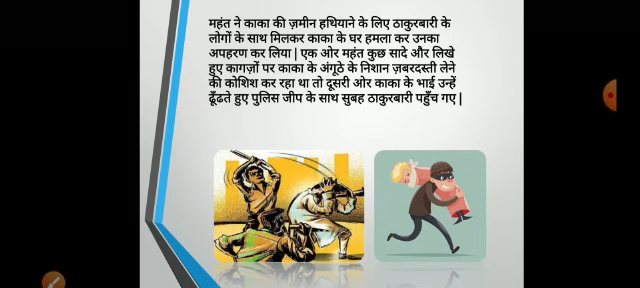 महंत ने काका की ज़मीन हथियाने के लिए ठाकुरबारी के
लोगों के साथ मिलकर काका के घर हमला कर उनका
अपहरण कर लिया | एक ओर महंत कुछ सादे और लिखे
हुए कागज़ों पर काका के अंगूठे के निशान ज़बरदस्ती लेने
की कोशिश कर रहा था तो दूसरी ओर काका के भाई उन्हें
ढूँढते हुए पुलिस जीप के साथ सुबह ठाकुरबारी पहुँच गए |